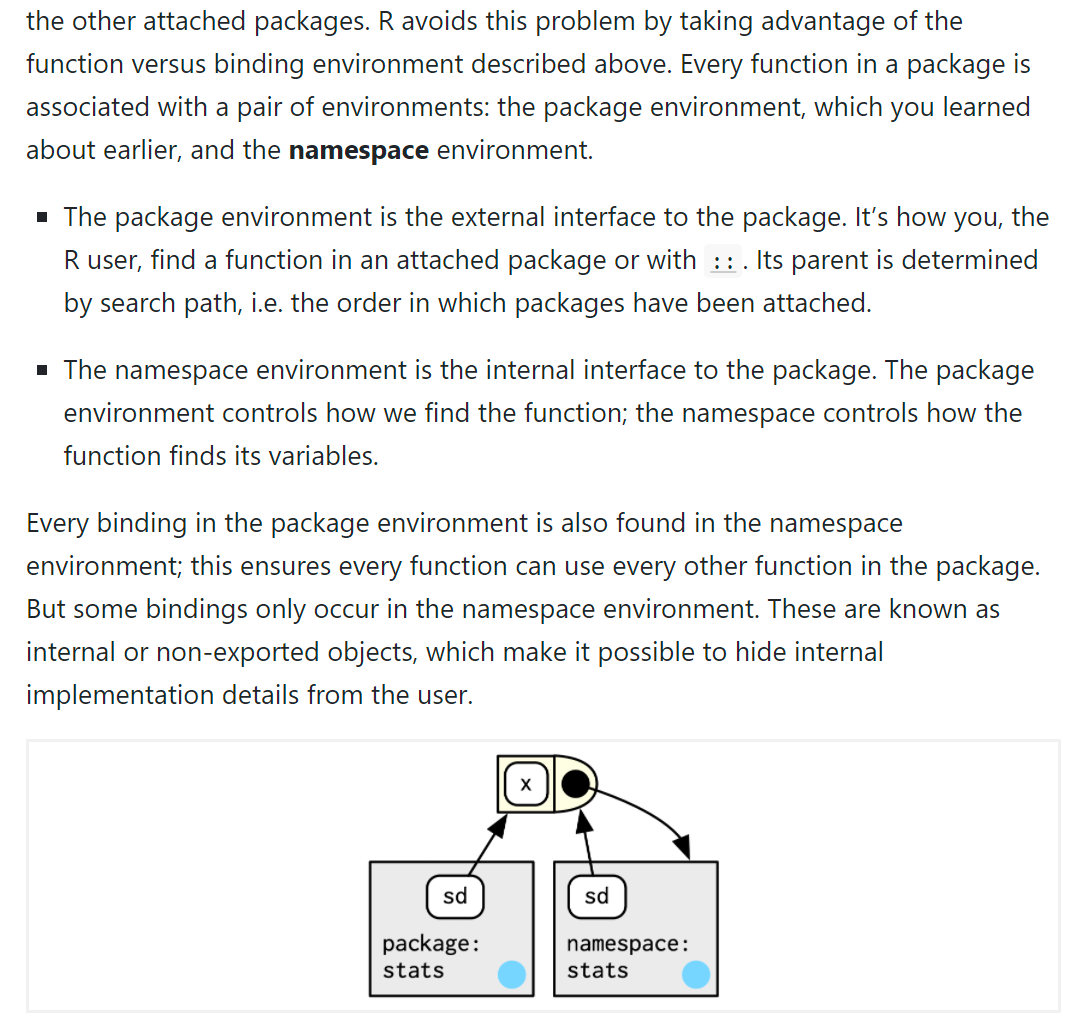 the other attached packages. R avoids this problem by taking advantage of the
function versus binding environment described above. Every function in a package is
associated with a pair of environments: the package environment, which you learned
about earlier, and the namespace environment.
The package environment is the external interface to the package. It’s how you, the
R user, find a function in an attached package or with ::. Its parent is determined
by search path, i.e. the order in which packages have been attached.
The namespace environment is the internal interface to the package. The package
environment controls how we find the function; the namespace controls how the
function finds its variables.
Every binding in the package environment is also found in the namespace
environment; this ensures every function can use every other function in the package.
But some bindings only occur in the namespace environment. These are known as
internal or non-exported objects, which make it possible to hide internal
implementation details from the user.
x
sd
package:
stats
sd
namespace:
stats